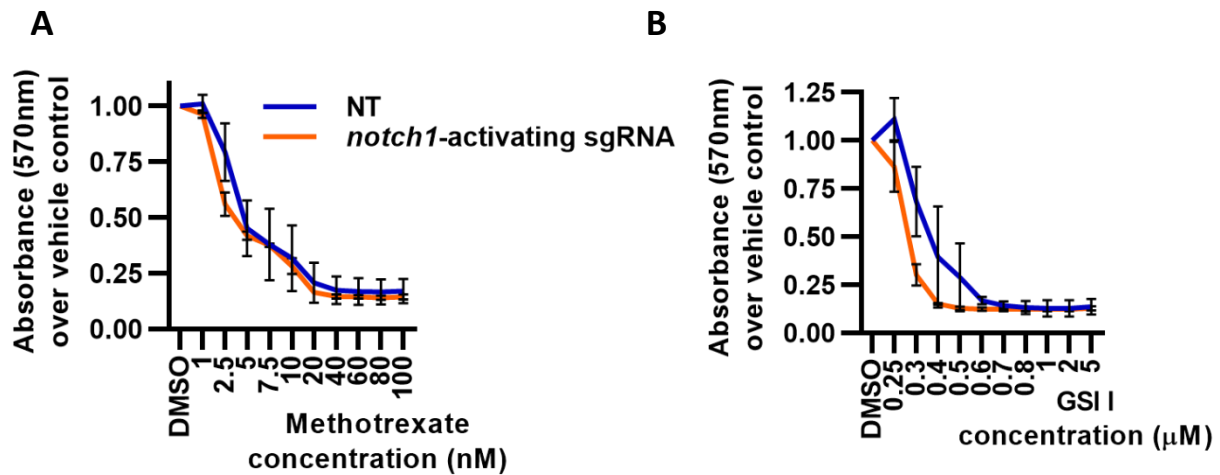 A
Absorbance (570nm)
over vehicle control
1.00
0.75
0.50
0.25
0.00
NT
notch1-activating sgRNA
DMSO
1
2.5
5
7.5
10
20
40
60
80
100
Methotrexate
concentration (nM)
B
Absorbance (570nm)
over vehicle control
1.25
1.00
0.75
0.50
0.25
0.00
DMSO
0.25
0.3
0.4
0.5
0.6
0.7
0.8
1
2
5
GSI I
concentration (μM)